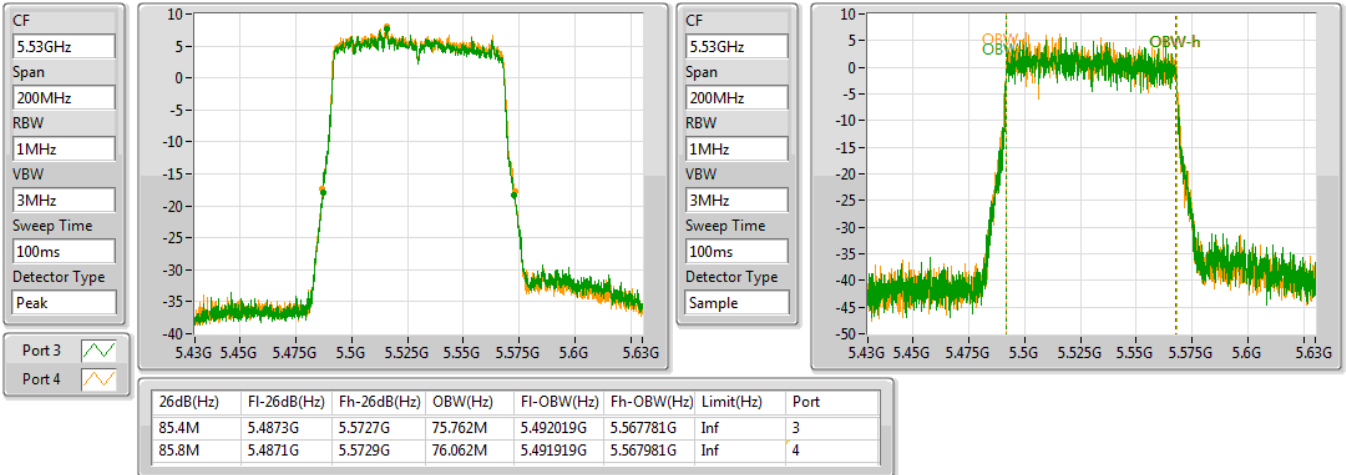 CF
5.53GHz
Span
200MHz
RBW
1MHz
VBW
3MHz
Sweep Time
100ms
Detector Type
Peak
10
5
0
-5
-10
-15
-20
-25
-30
-35
-40
5.43G 5.45G 5.475G 5.5G 5.525G 5.55G 5.575G 5.6G 5.63G
CF
5.53GHz
Span
200MHz
RBW
1MHz
VBW
3MHz
Sweep Time
100ms
Detector Type
Sample
10
5
0
-5
-10
-15
-20
-25
-30
-35
-40
-45
-50
OBW-h
5.43G 5.45G 5.475G 5.5G 5.525G 5.55G 5.575G 5.6G 5.63G
Port 3
Port 4
26dB(Hz) Fl-26dB(Hz) Fh-26dB(Hz) OBW(Hz) Fl-OBW(Hz) Fh-OBW(Hz) Limit(Hz) Port
85.4M 5.4873G 5.5727G 75.762M 5.492019G 5.567781G Inf 3
85.8M 5.4871G 5.5729G 76.062M 5.491919G 5.567981G Inf 4